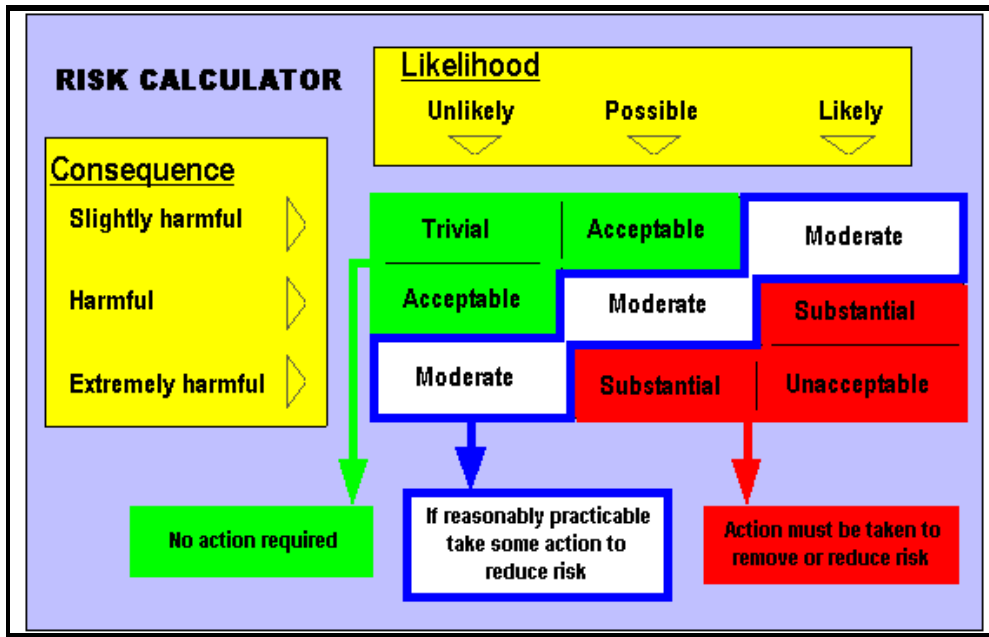 RISK CALCULATOR
Likelihood
Unlikely Possible Likely
Consequence
Slightly harmful
Trivial Acceptable Moderate
Harmful
Acceptable Moderate Substantial
Extremely harmful
Moderate Substantial Unacceptable
No action required
If reasonably practicable
take some action to
reduce risk
Action must be taken to
remove or reduce risk